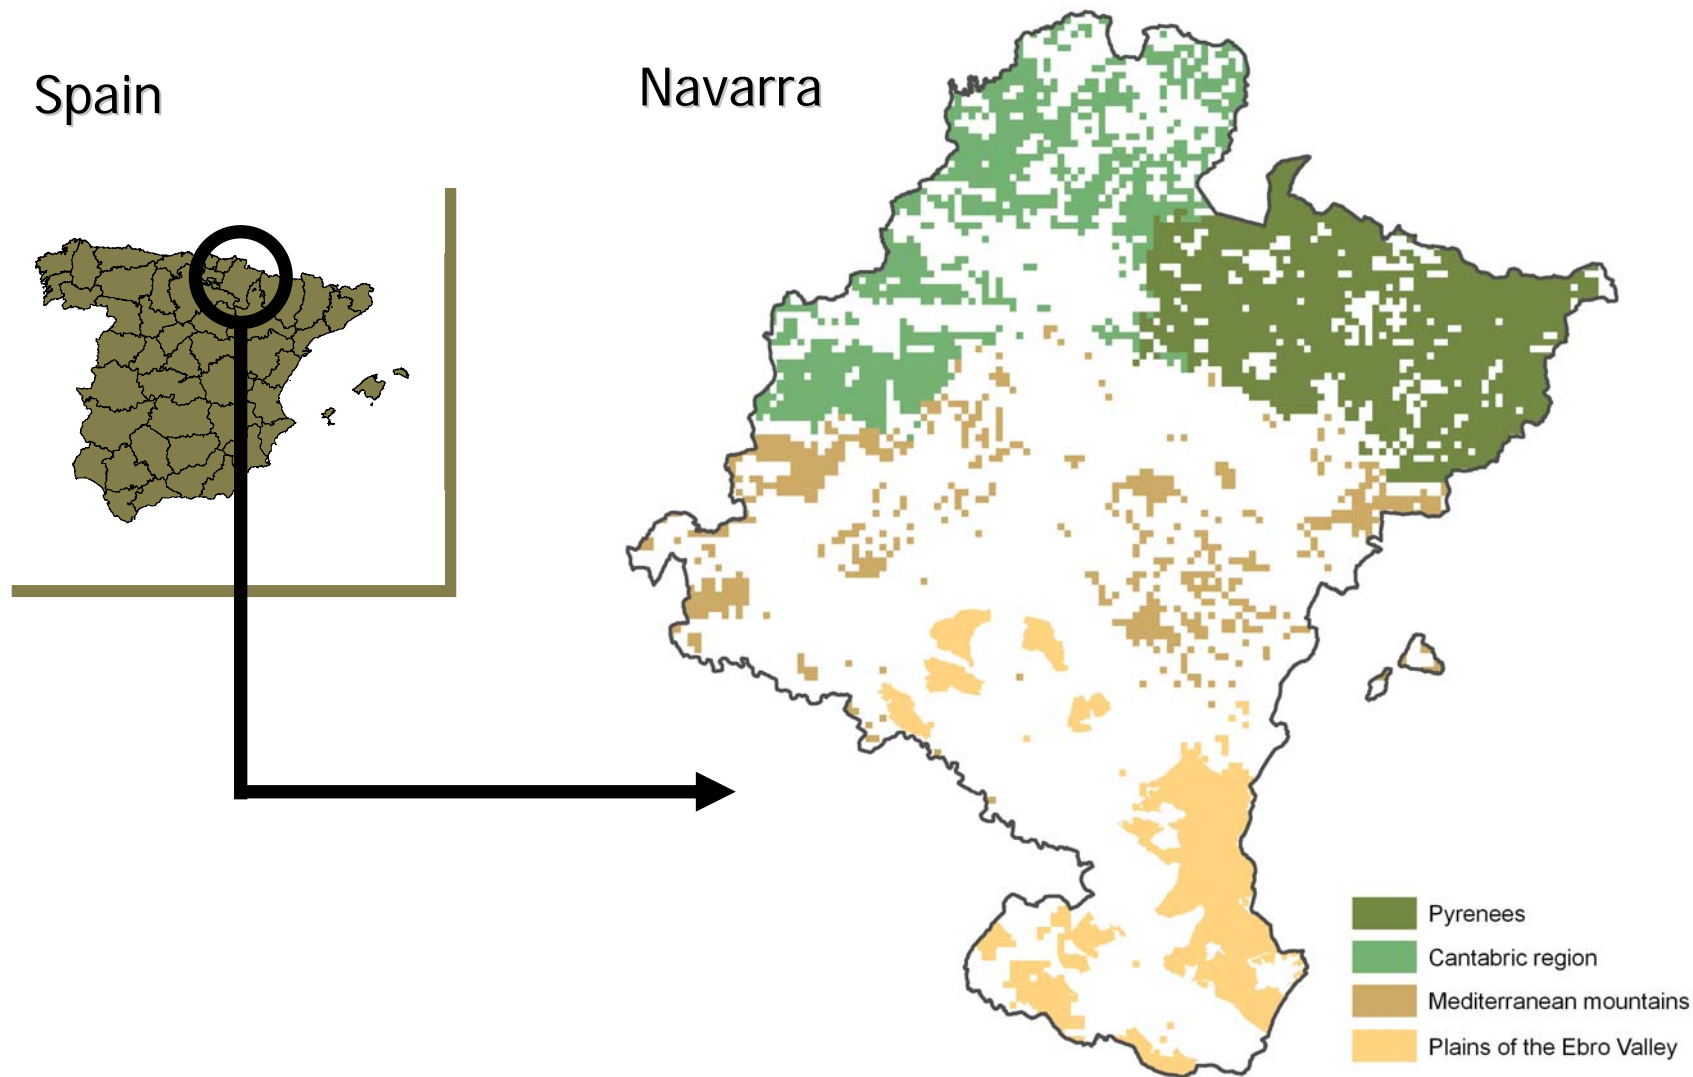 Spain
Navarra
Pyrenees
Cantabric region
Mediterranean mountains
Plains of the Ebro Valley